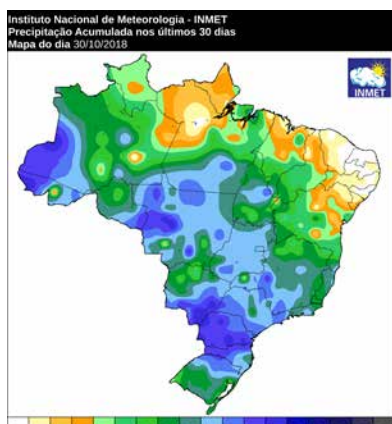 Instituto Nacional de Meteorologia - INMET
Precipitação Acumulada nos últimos 30 dias
Mapa do dia 30/10/2018
INMET